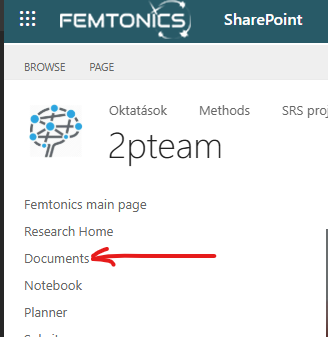 FEMTONICS SharePoint
BROWSE PAGE
Oktatások Methods SRS proj
2pteam
Femtonics main page
Research Home
Documents
Notebook
Planner